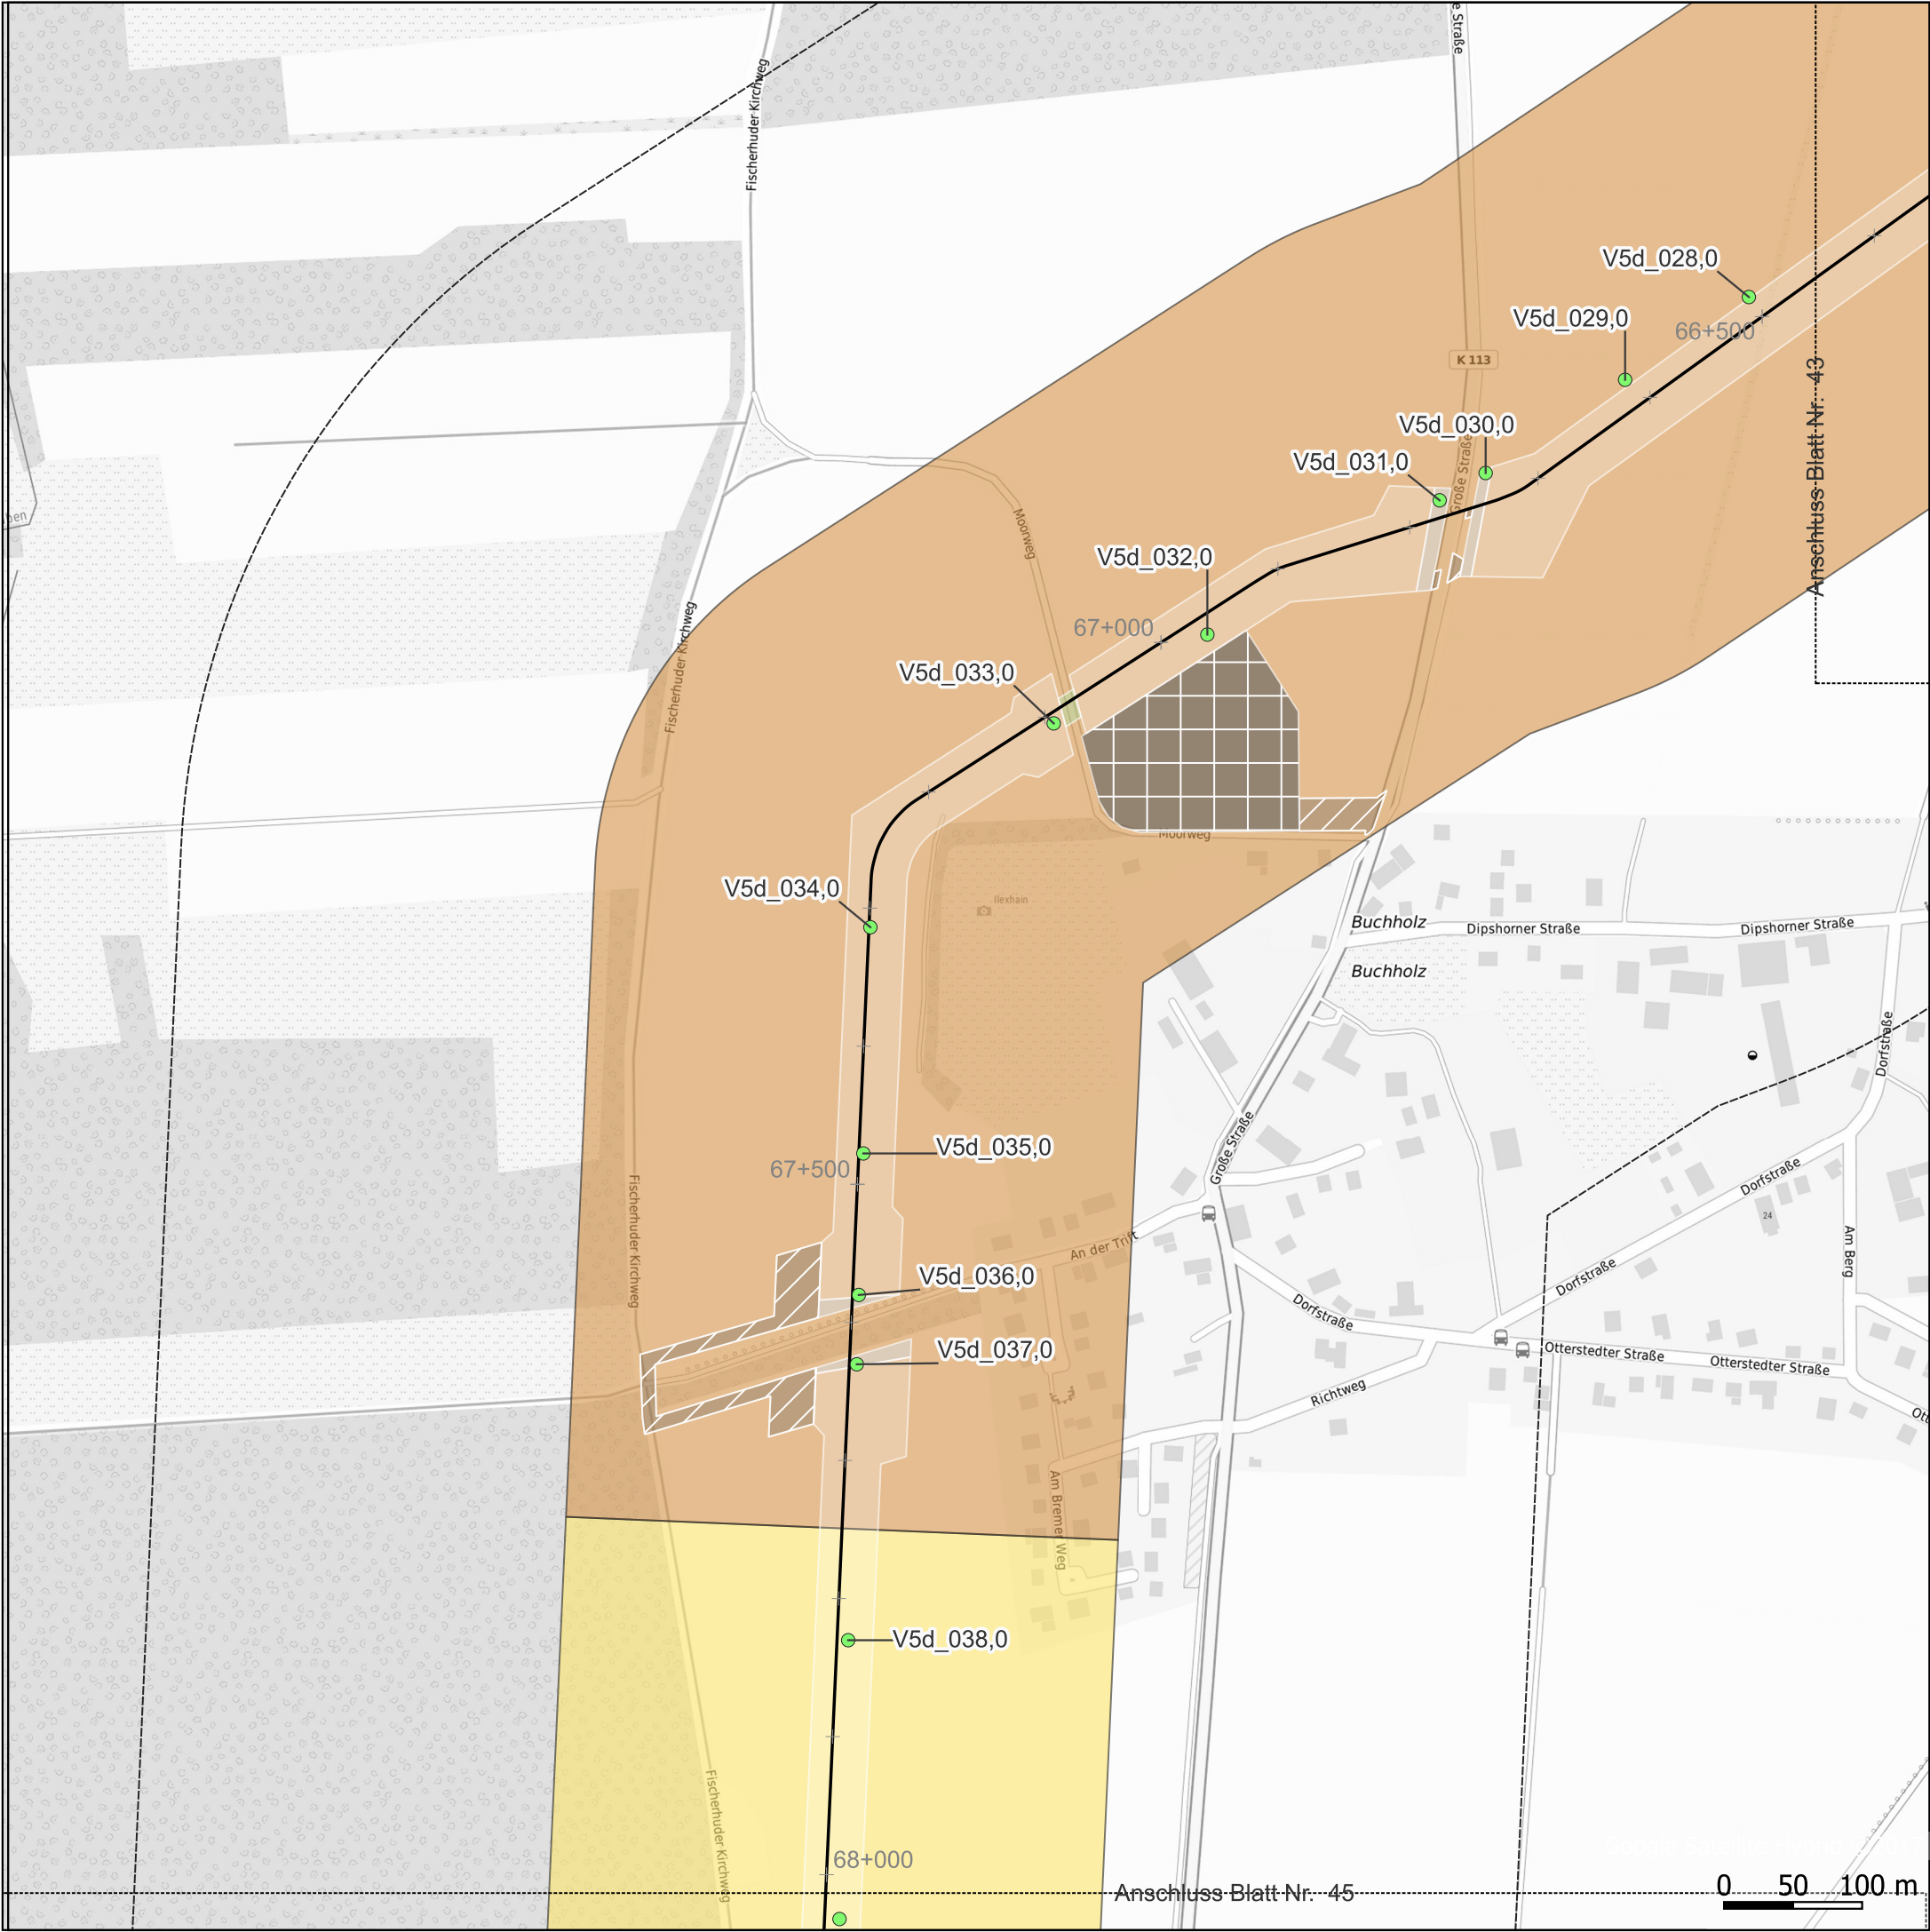 e Straße
Fischerhuder Kirchweg
V5d_028,0
V5d_029,0
66+500
K 113
Anschluss Blatt Nr. 43
V5d_030,0
Große Straße
V5d_031,0
Moorweg
V5d_032,0
67+000
Fischerhuder Kirchweg
V5d_033,0
Moorweg
V5d_034,0
Ilexhain
Buchholz
Dipshorner Straße
Dipshorner Straße
Buchholz
Dorfstraße
V5d_035,0
67+500
Große Straße
Dorfstraße
24
Fischerhuder Kirchweg
An der Trift
Am Berg
V5d_036,0
Dorfstraße
Dorfstraße
V5d_037,0
Otterstedter Straße
Otterstedter Straße
Richtweg
Ott
Am Bremer Weg
V5d_038,0
Fischerhuder Kirchweg
68+000
Anschluss Blatt Nr. 45
0 50 100 m